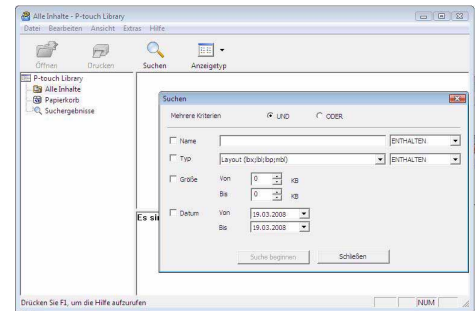 Alle Inhalte - P-touch Library
Datei Bearbeiten Ansicht Extras Hilfe
Öffnen Drucken Suchen Anzeigetyp
P-touch Library
Alle Inhalte
Papierkorb
Suchergebnisse
Suchen
Mehrere Kriterien UND ODER
Name ENTHALTEN
Typ Layout (lbx;lbl;lbp;mbl) ENTHALTEN
Größe Von 0 KB
Bis 0 KB
Datum Von 19.03.2008
Bis 19.03.2008
Es sin
Suche beginnen Schließen
Drücken Sie F1, um die Hilfe aufzurufen NUM